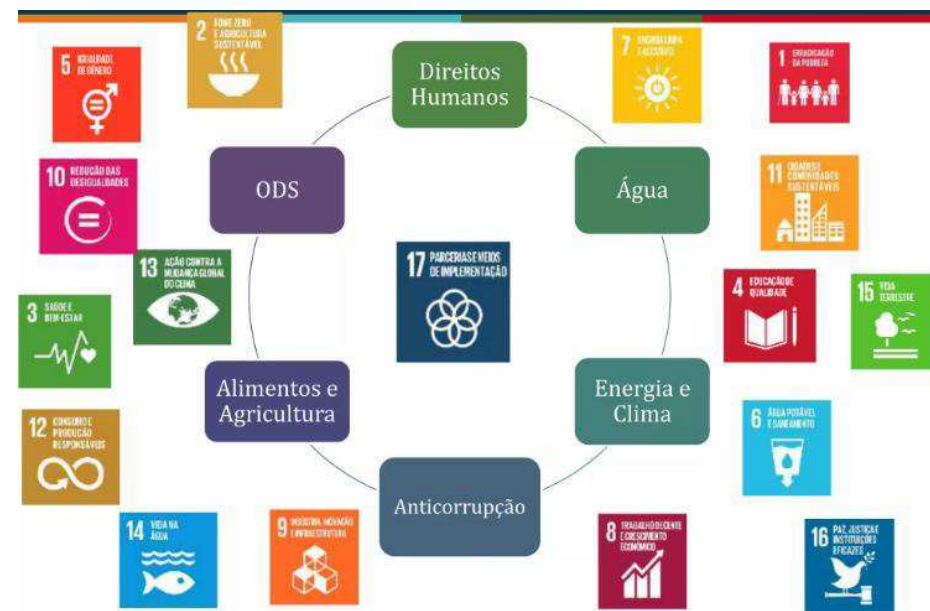 2 FOME ZERO
E AGRICULTURA
SUSTENTÁVEL
5 IGUALDADE
DE GÊNERO
Direitos
Humanos
7 ENERGIA LIMPA
E ACESSÍVEL
1 ERRADICAÇÃO
DA POBREZA
10 REDUÇÃO DAS
DESIGUALDADES
ODS
Água
11 CIDADES E
COMUNIDADES
SUSTENTÁVEIS
13 AÇÃO CONTRA A
MUDANÇA GLOBAL
DO CLIMA
17 PARCERIAS E MEIOS
DE IMPLEMENTAÇÃO
4 EDUCAÇÃO DE
QUALIDADE
15 VIDA
TERRESTRE
3 SAÚDE E
BEM-ESTAR
Alimentos e
Agricultura
Energia e
Clima
12 CONSUMO E
PRODUÇÃO
RESPONSÁVEIS
6 ÁGUA POTÁVEL
E SANEAMENTO
Anticorrupção
14 VIDA NA
ÁGUA
9 INDÚSTRIA, INOVAÇÃO
E INFRAESTRUTURA
8 TRABALHO DECENTE
E CRESCIMENTO
ECONÔMICO
16 PAZ, JUSTIÇA E
INSTITUIÇÕES
EFICAZES